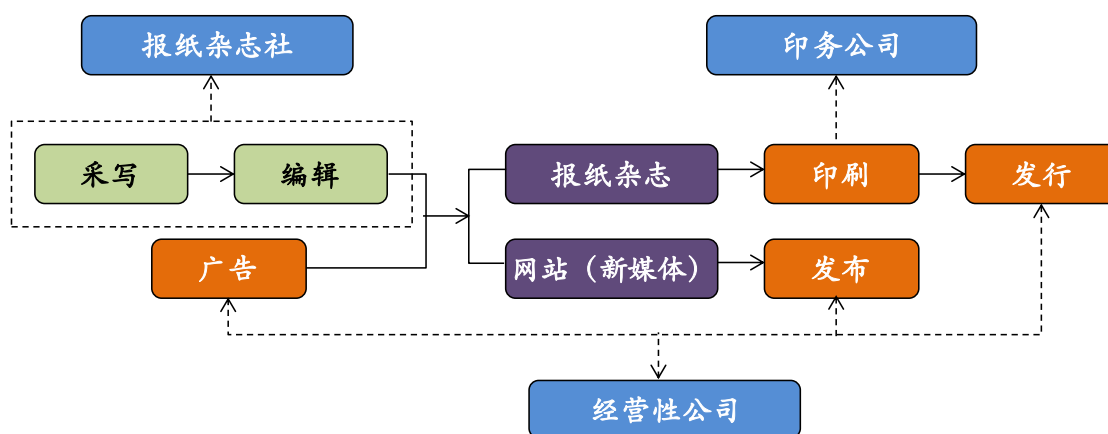 报纸杂志社
印务公司
采写
编辑
报纸杂志
印刷
发行
广告
网站（新媒体）
发布
经营性公司